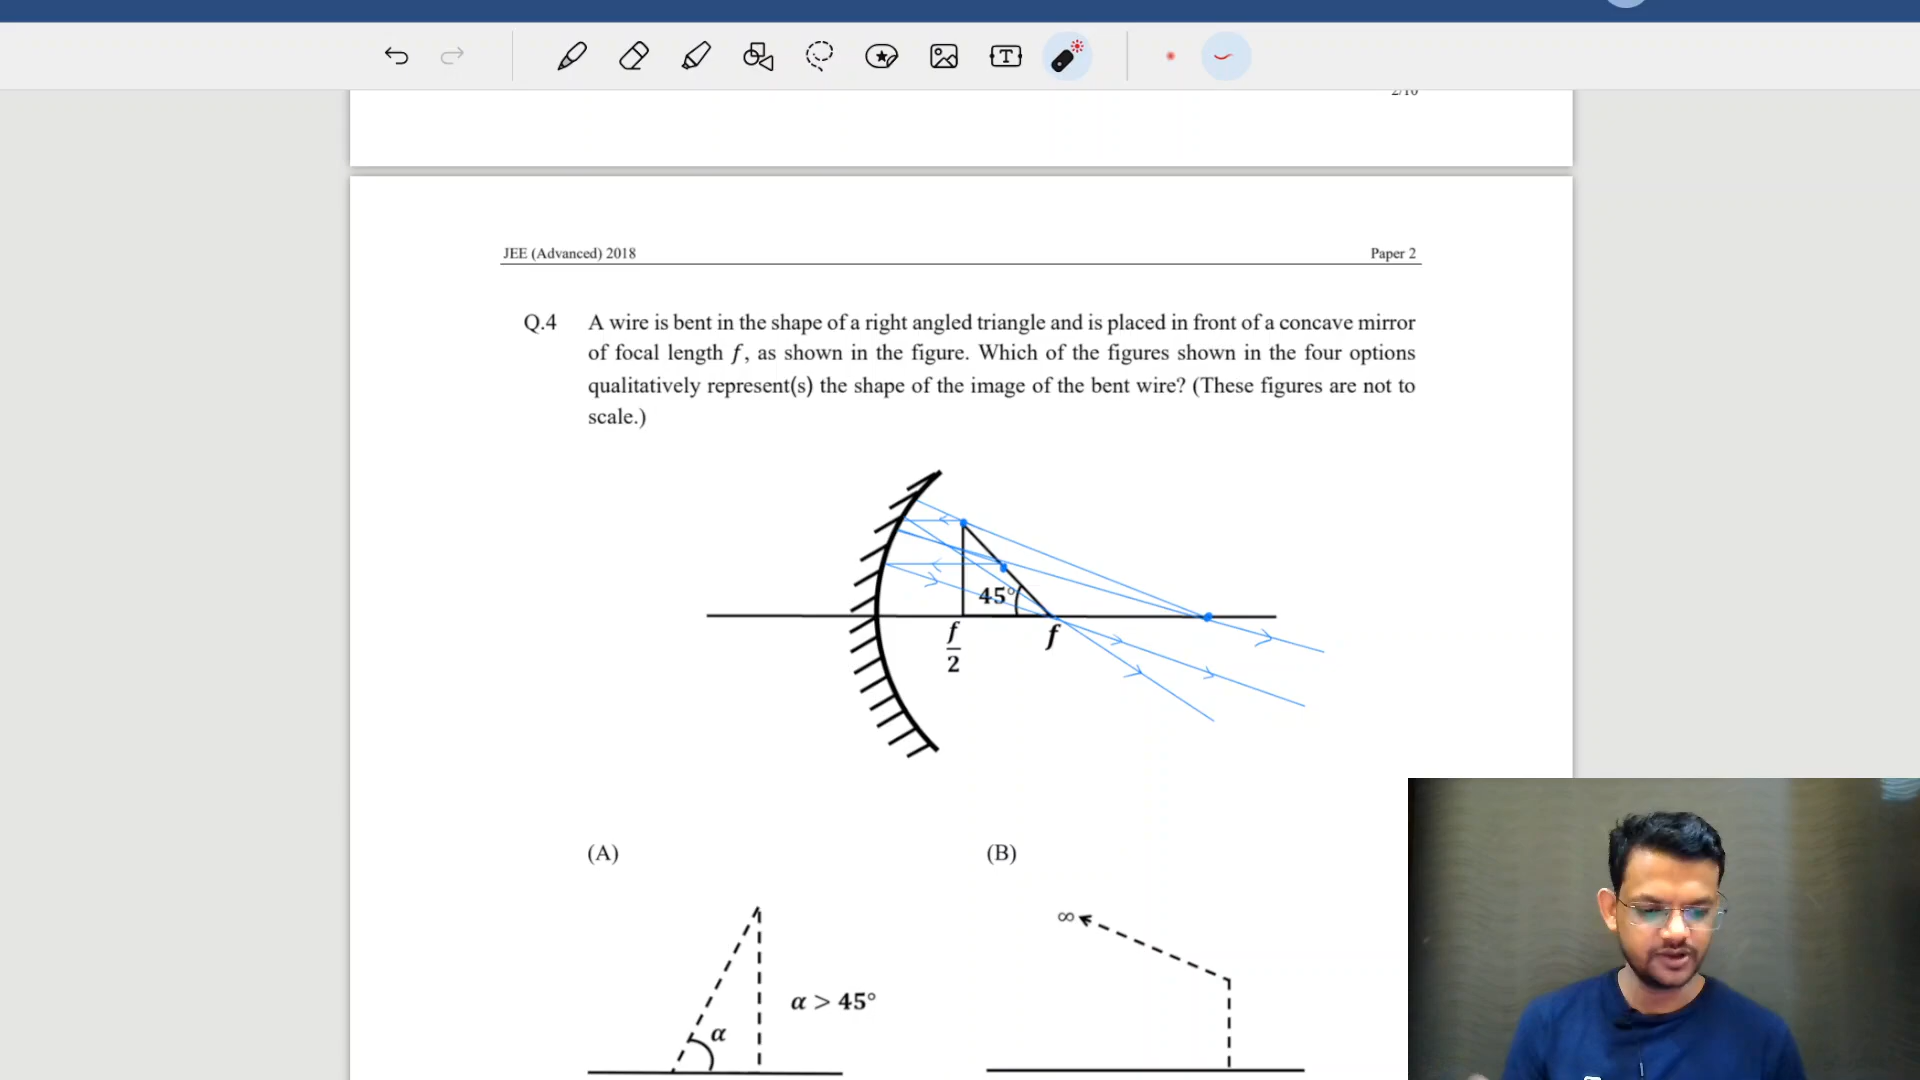 2/10
JEE (Advanced) 2018 Paper 2
Q.4 A wire is bent in the shape of a right angled triangle and is placed in front of a concave mirror
of focal length f, as shown in the figure. Which of the figures shown in the four options
qualitatively represent(s) the shape of the image of the bent wire? (These figures are not to
scale.)
45°
f
2
f
(A) (B)
∞
α > 45°
α